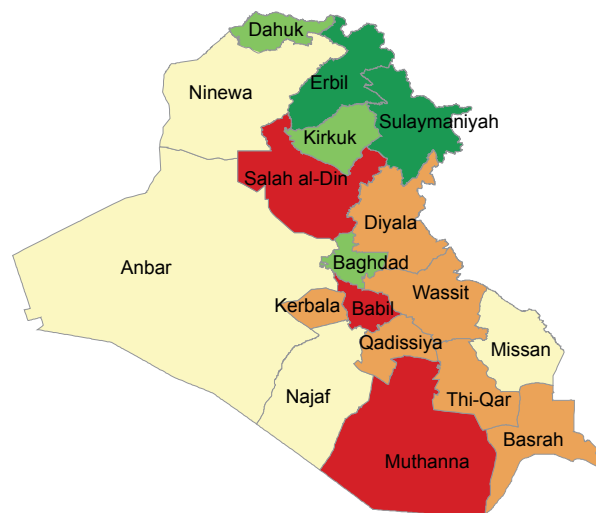 Dahuk
Ninewa
Erbil
Sulaymaniyah
Kirkuk
Salah al-Din
Diyala
Anbar
Baghdad
Wassit
Kerbala
Babil
Qadissiya
Missan
Najaf
Thi-Qar
Basrah
Muthanna